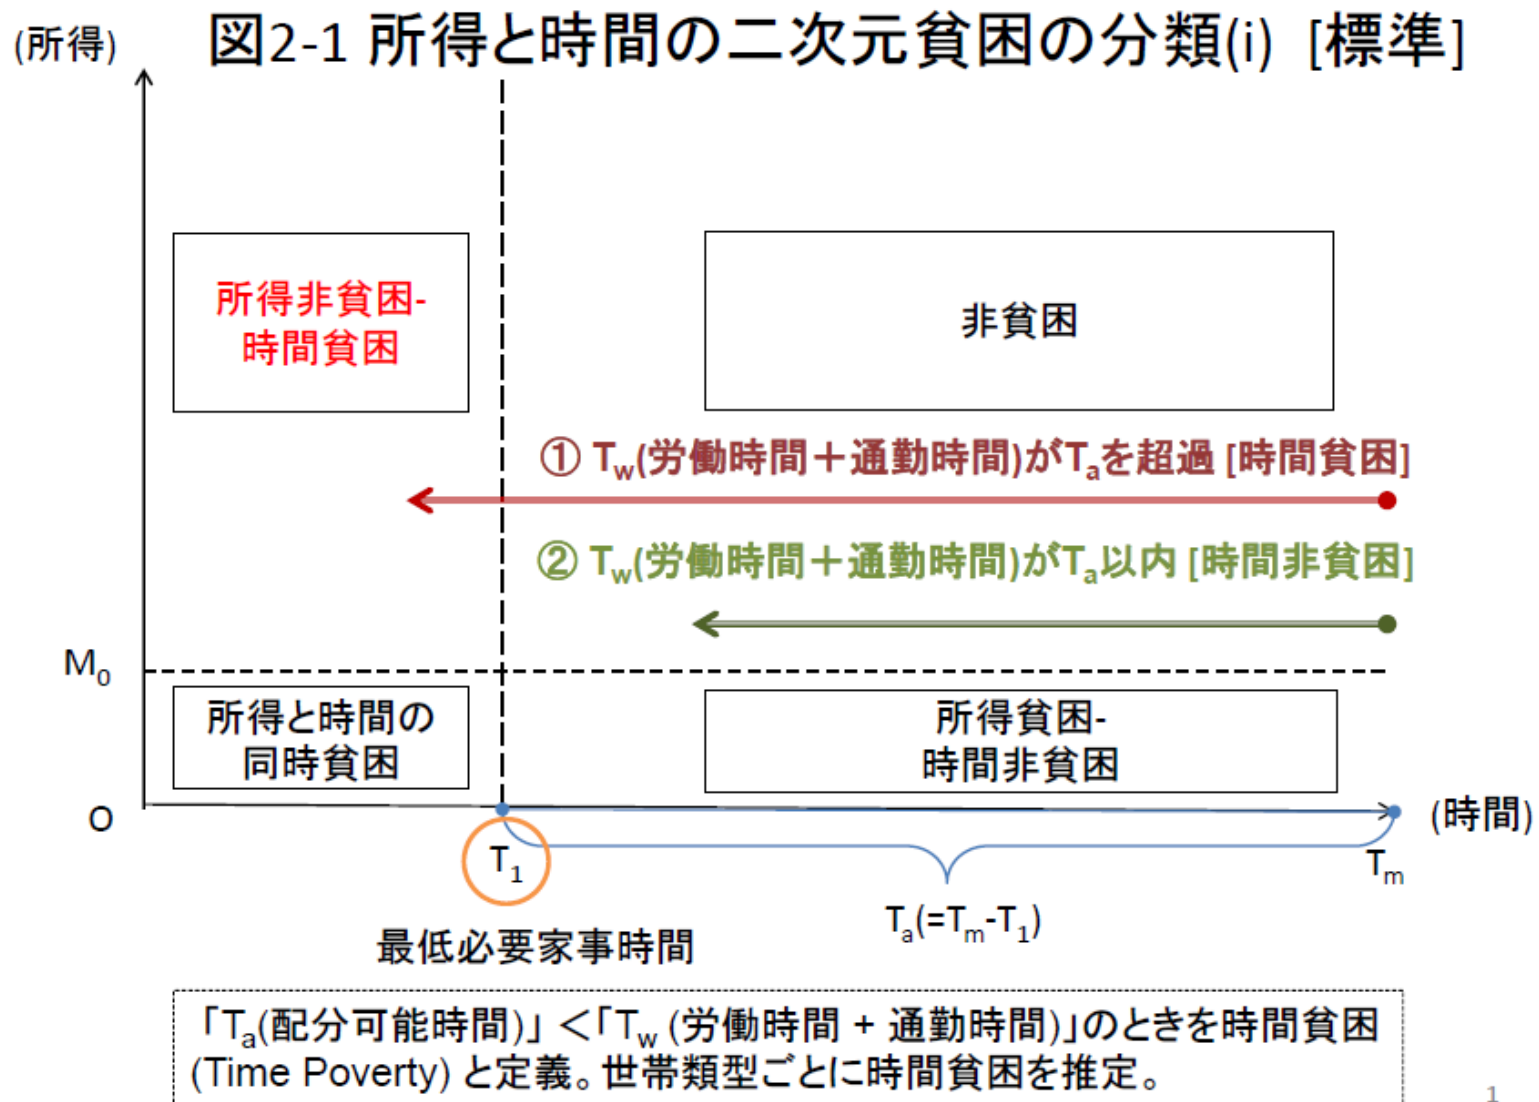 図2-1 所得と時間の二次元貧困の分類(i) [標準]
(所得)
所得非貧困-
時間貧困
非貧困
① Tw(労働時間＋通勤時間)がTaを超過 [時間貧困]
② Tw(労働時間＋通勤時間)がTa以内 [時間非貧困]
M0
所得と時間の
同時貧困
所得貧困-
時間非貧困
O
(時間)
T1
Tm
Ta(=Tm-T1)
最低必要家事時間
「Ta(配分可能時間)」＜「Tw (労働時間 + 通勤時間)」のときを時間貧困
(Time Poverty) と定義。世帯類型ごとに時間貧困を推定。
1